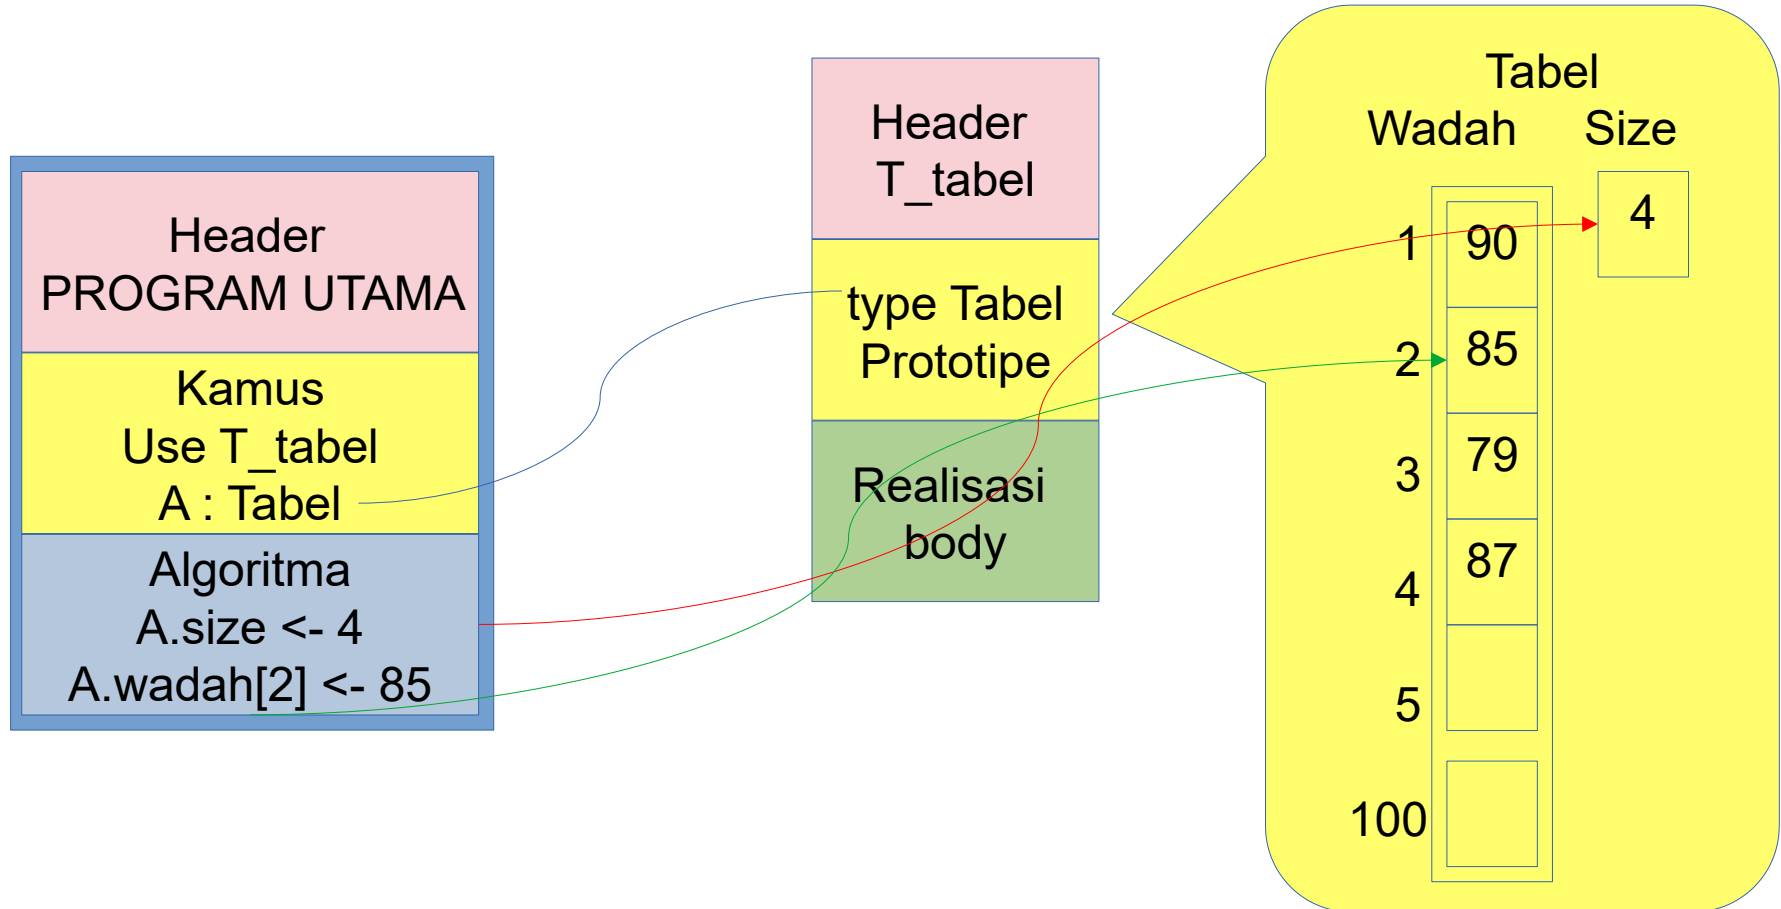 Header
PROGRAM UTAMA
Kamus
Use T_tabel
A : Tabel
Algoritma
A.size <- 4
A.wadah[2] <- 85
Header
T_tabel
type Tabel
Prototipe
Realisasi
body
Tabel
Wadah Size
4
1 90
2 85
3 79
4 87
5
100